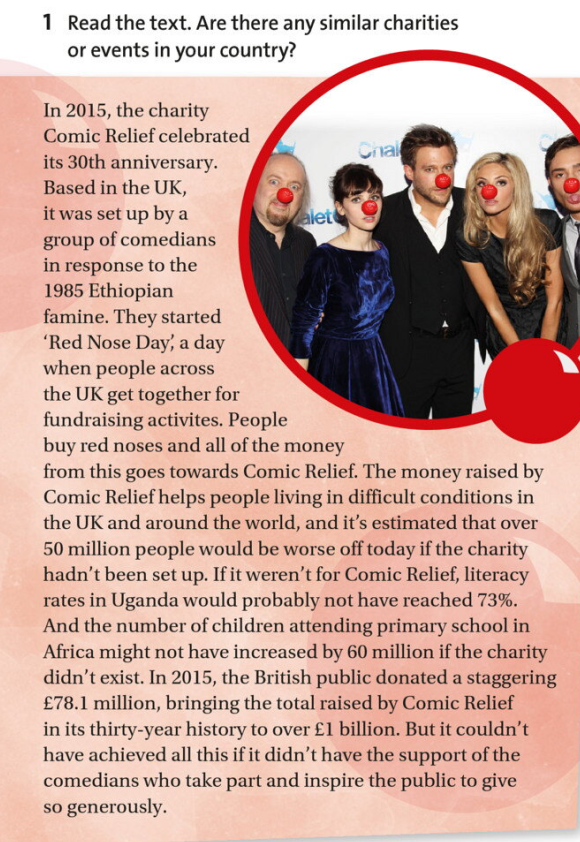 1 Read the text. Are there any similar charities
or events in your country?
In 2015, the charity
Comic Relief celebrated
its 30th anniversary.
Based in the UK,
it was set up by a
group of comedians
in response to the
1985 Ethiopian
famine. They started
‘Red Nose Day’, a day
when people across
the UK get together for
fundraising activites. People
buy red noses and all of the money
from this goes towards Comic Relief. The money raised by
Comic Relief helps people living in difficult conditions in
the UK and around the world, and it’s estimated that over
50 million people would be worse off today if the charity
hadn’t been set up. If it weren’t for Comic Relief, literacy
rates in Uganda would probably not have reached 73%.
And the number of children attending primary school in
Africa might not have increased by 60 million if the charity
didn’t exist. In 2015, the British public donated a staggering
£78.1 million, bringing the total raised by Comic Relief
in its thirty-year history to over £1 billion. But it couldn’t
have achieved all this if it didn’t have the support of the
comedians who take part and inspire the public to give
so generously.